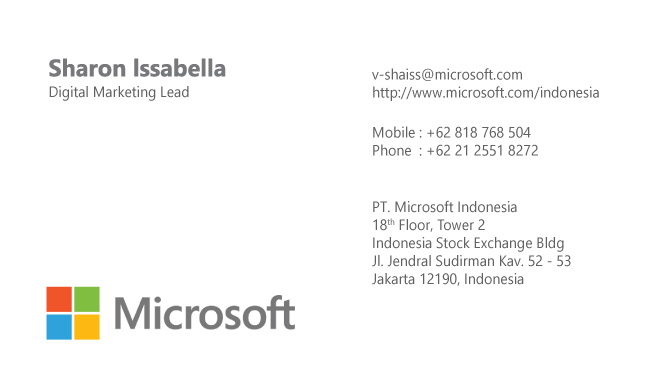 Sharon Issabella
Digital Marketing Lead
v-shaiss@microsoft.com
http://www.microsoft.com/indonesia
Mobile : +62 818 768 504
Phone : +62 21 2551 8272
PT. Microsoft Indonesia
18th Floor, Tower 2
Indonesia Stock Exchange Bldg
Jl. Jendral Sudirman Kav. 52 - 53
Jakarta 12190, Indonesia
Microsoft